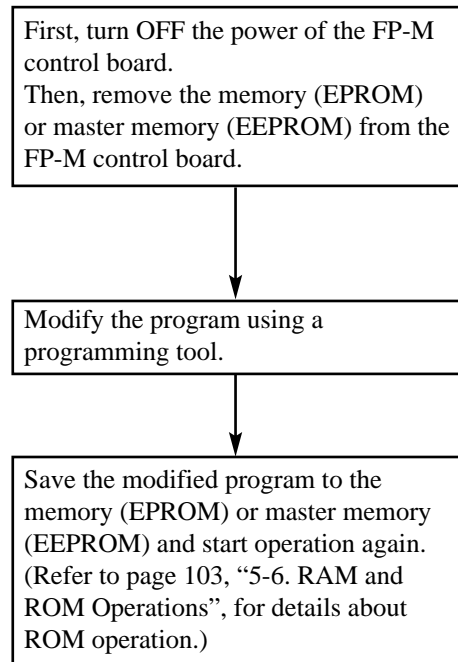 First, turn OFF the power of the FP-M
control board.
Then, remove the memory (EPROM)
or master memory (EEPROM) from the
FP-M control board.
Modify the program using a
programming tool.
Save the modified program to the
memory (EPROM) or master memory
(EEPROM) and start operation again.
(Refer to page 103, “5-6. RAM and
ROM Operations”, for details about
ROM operation.)